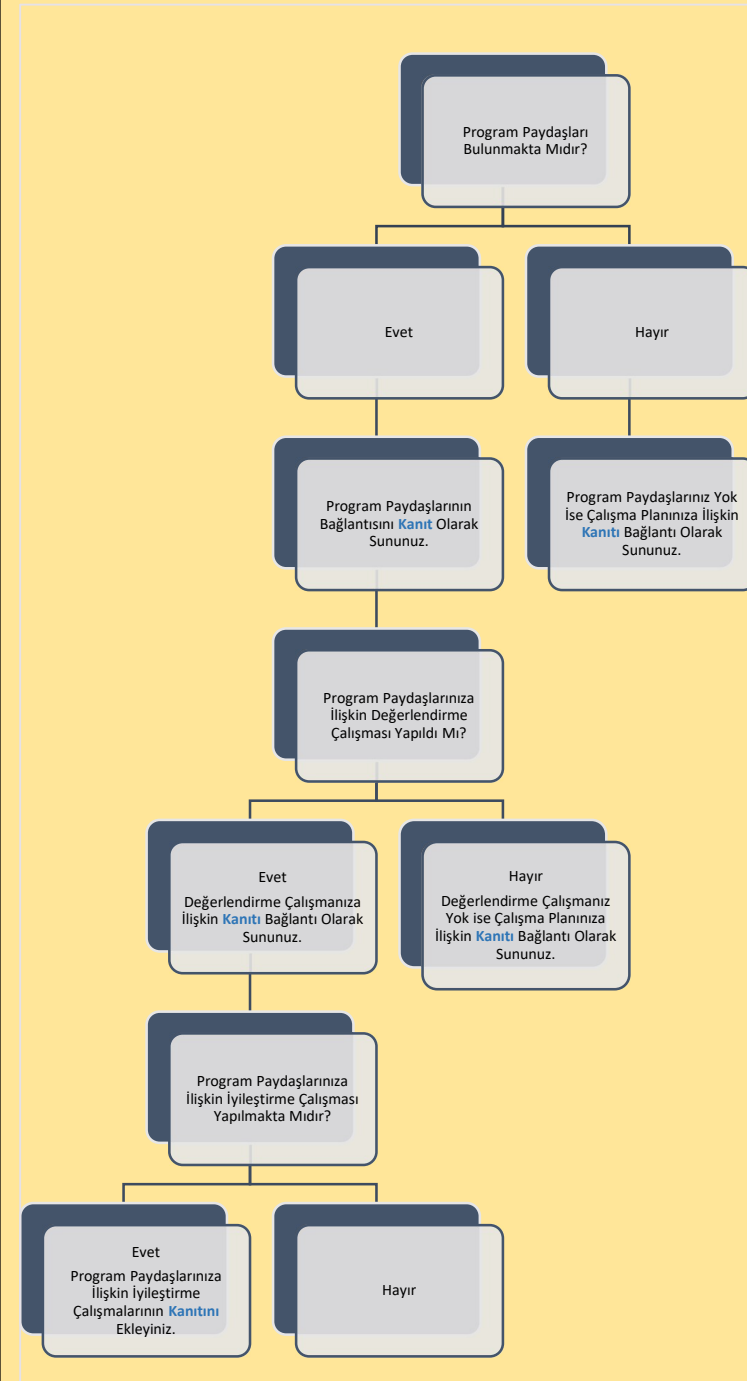 Program Paydaşları
Bulunmakta Mıdır?
Evet
Hayır
Program Paydaşlarının
Bağlantısını Kanıt Olarak
Sununuz.
Program Paydaşlarınız Yok
İse Çalışma Planınıza İlişkin
Kanıtı Bağlantı Olarak
Sununuz.
Program Paydaşlarınıza
İlişkin Değerlendirme
Çalışması Yapıldı Mı?
Evet
Değerlendirme Çalışmanıza
İlişkin Kanıtı Bağlantı Olarak
Sununuz.
Hayır
Değerlendirme Çalışmanız
Yok ise Çalışma Planınıza
İlişkin Kanıtı Bağlantı Olarak
Sununuz.
Program Paydaşlarınıza
İlişkin İyileştirme Çalışması
Yapılmakta Mıdır?
Evet
Program Paydaşlarınıza
İlişkin İyileştirme
Çalışmalarının Kanıtını
Ekleyiniz.
Hayır